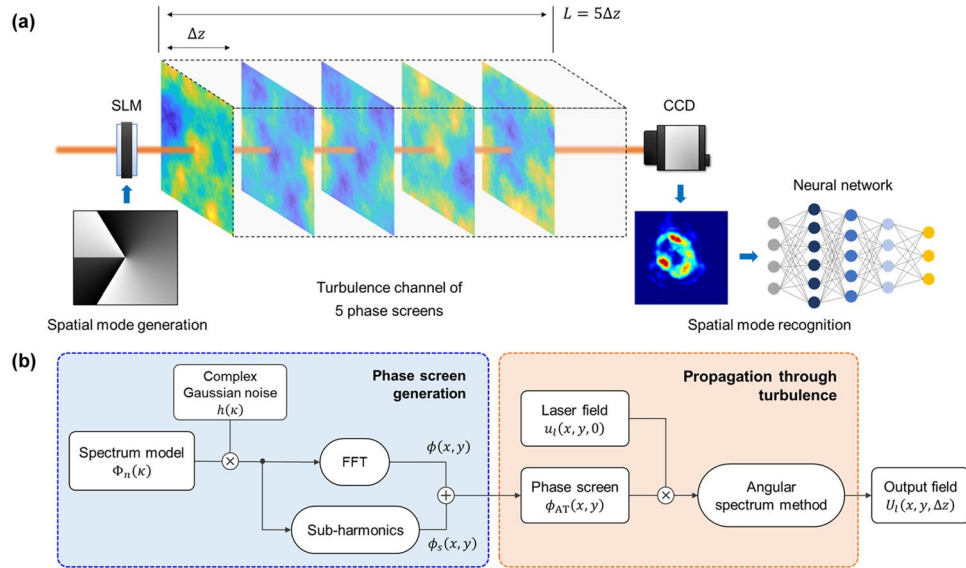 (a)
L = 5Δz
Δz
SLM
CCD
Neural network
Turbulence channel of
5 phase screens
Spatial mode generation
Spatial mode recognition
(b)
Phase screen
generation
Complex
Gaussian noise
h(κ)
Spectrum model
Φₙ(κ)
×
FFT
ϕ(x, y)
+
Sub-harmonics
ϕₛ(x, y)
Propagation through
turbulence
Laser field
uₗ(x, y, 0)
Phase screen
ϕ_AT(x, y)
×
Angular
spectrum method
Output field
Uₗ(x, y, Δz)